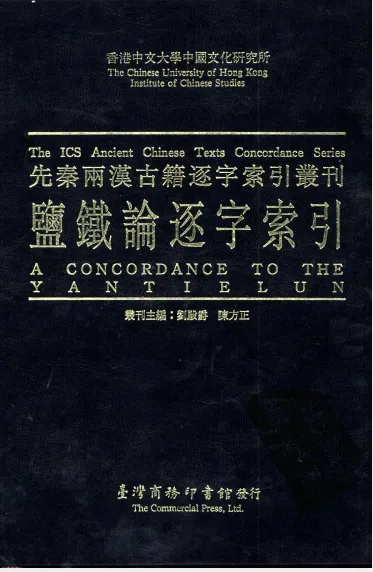 香港中文大學中國文化研究所
The Chinese University of Hong Kong
Institute of Chinese Studies
The ICS Ancient Chinese Texts Concordance Series
先秦兩漢古籍逐字索引叢刊
鹽鐵論逐字索引
A CONCORDANCE TO THE
YANTIELUN
叢刊主編：劉殿爵 陳方正
臺灣商務印書館發行
The Commercial Press, Ltd.